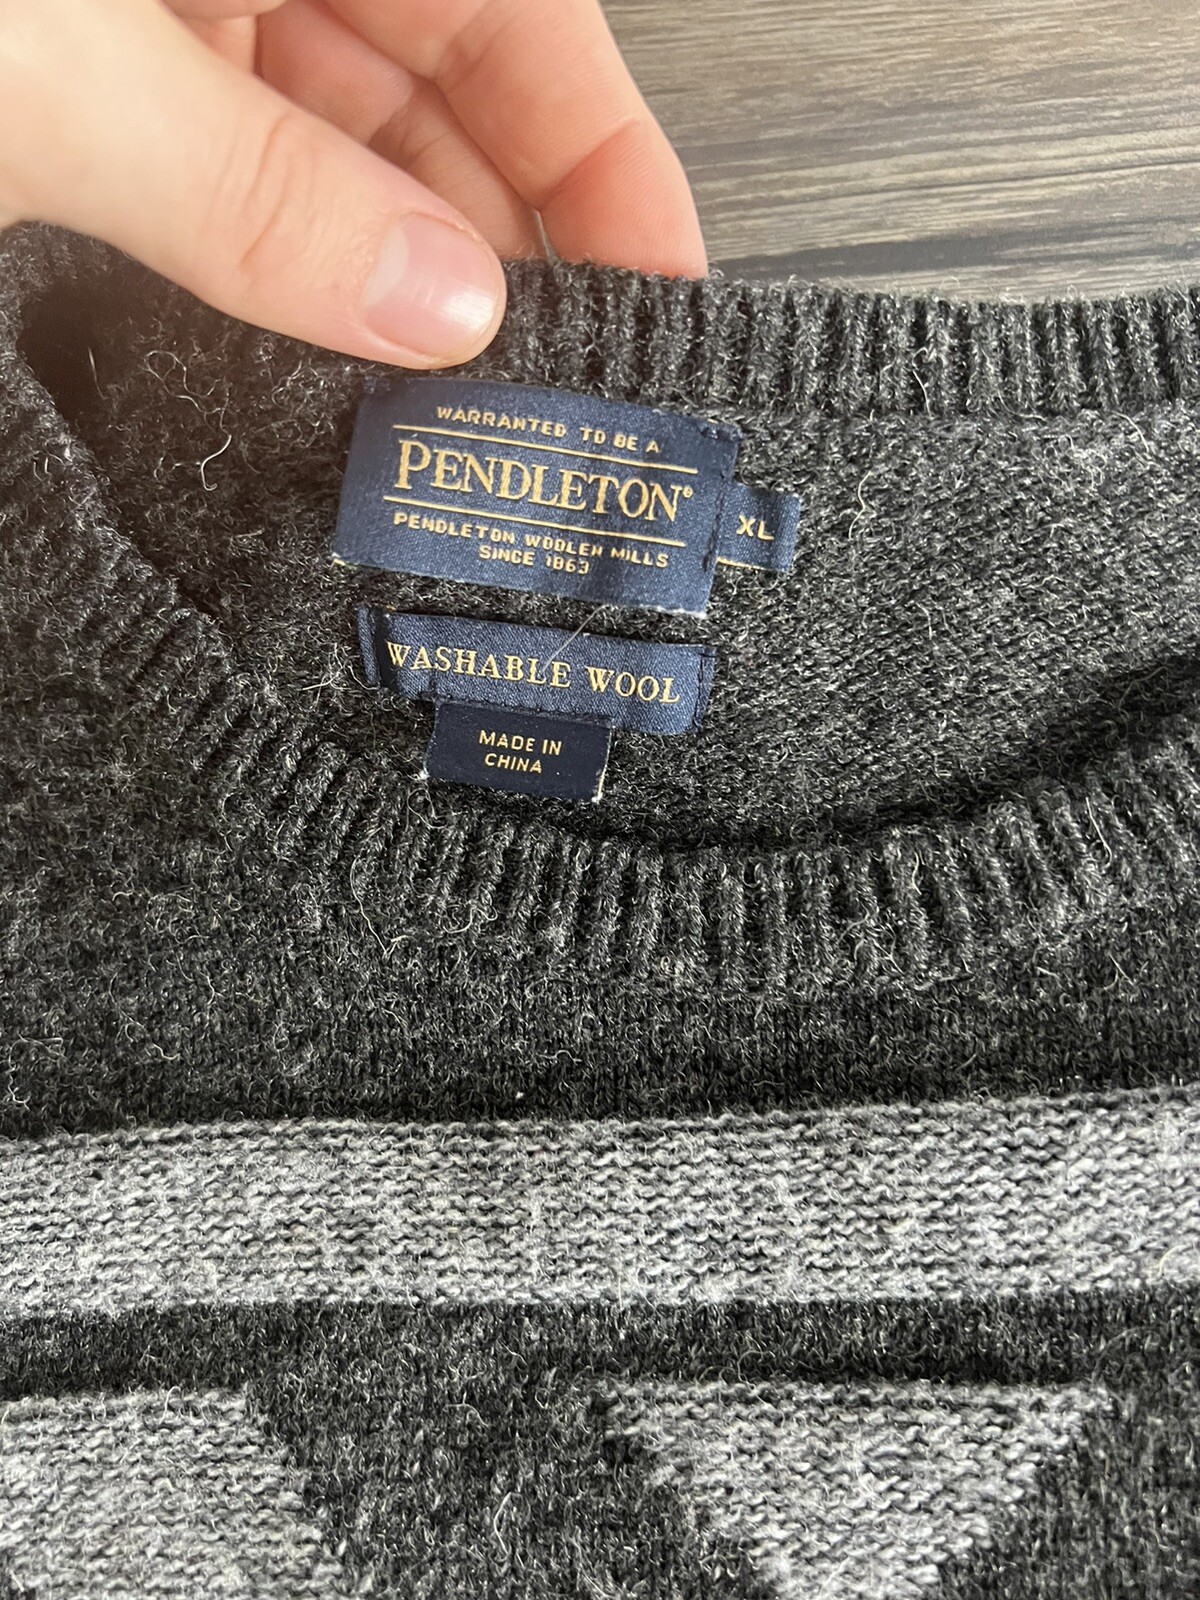 WARRANTED TO BE A
PENDLETON®
PENDLETON WOOLEN MILLS
SINCE 1863
XL
WASHABLE WOOL
MADE IN
CHINA